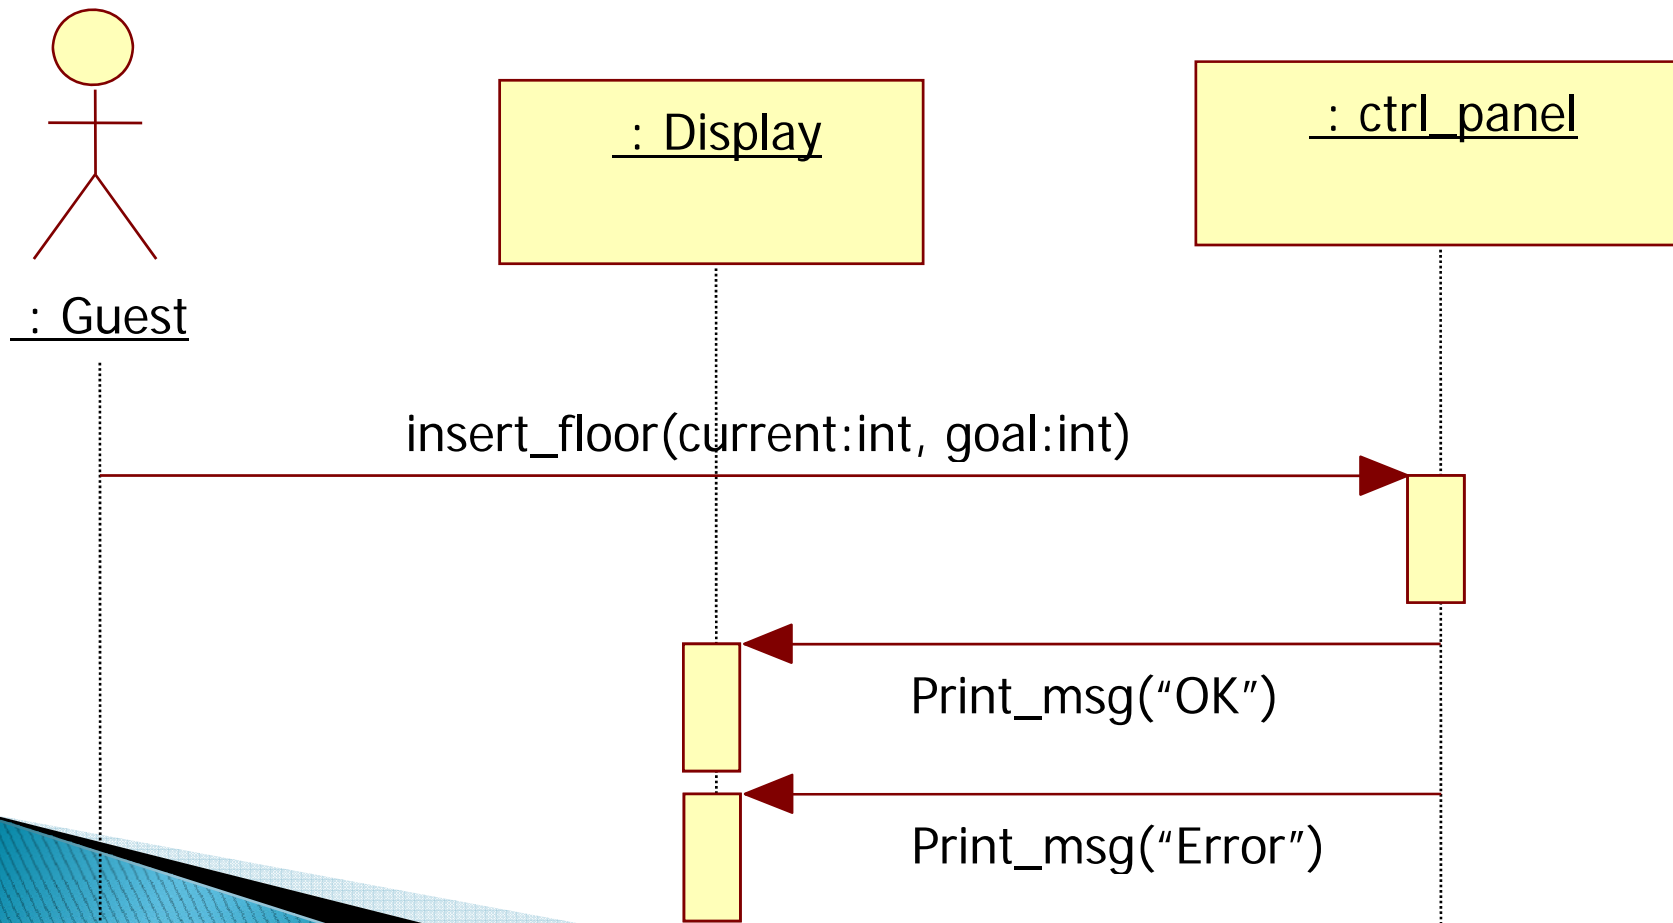 : Display
: ctrl_panel
: Guest
insert_floor(current:int, goal:int)
Print_msg(“OK”)
Print_msg(“Error”)